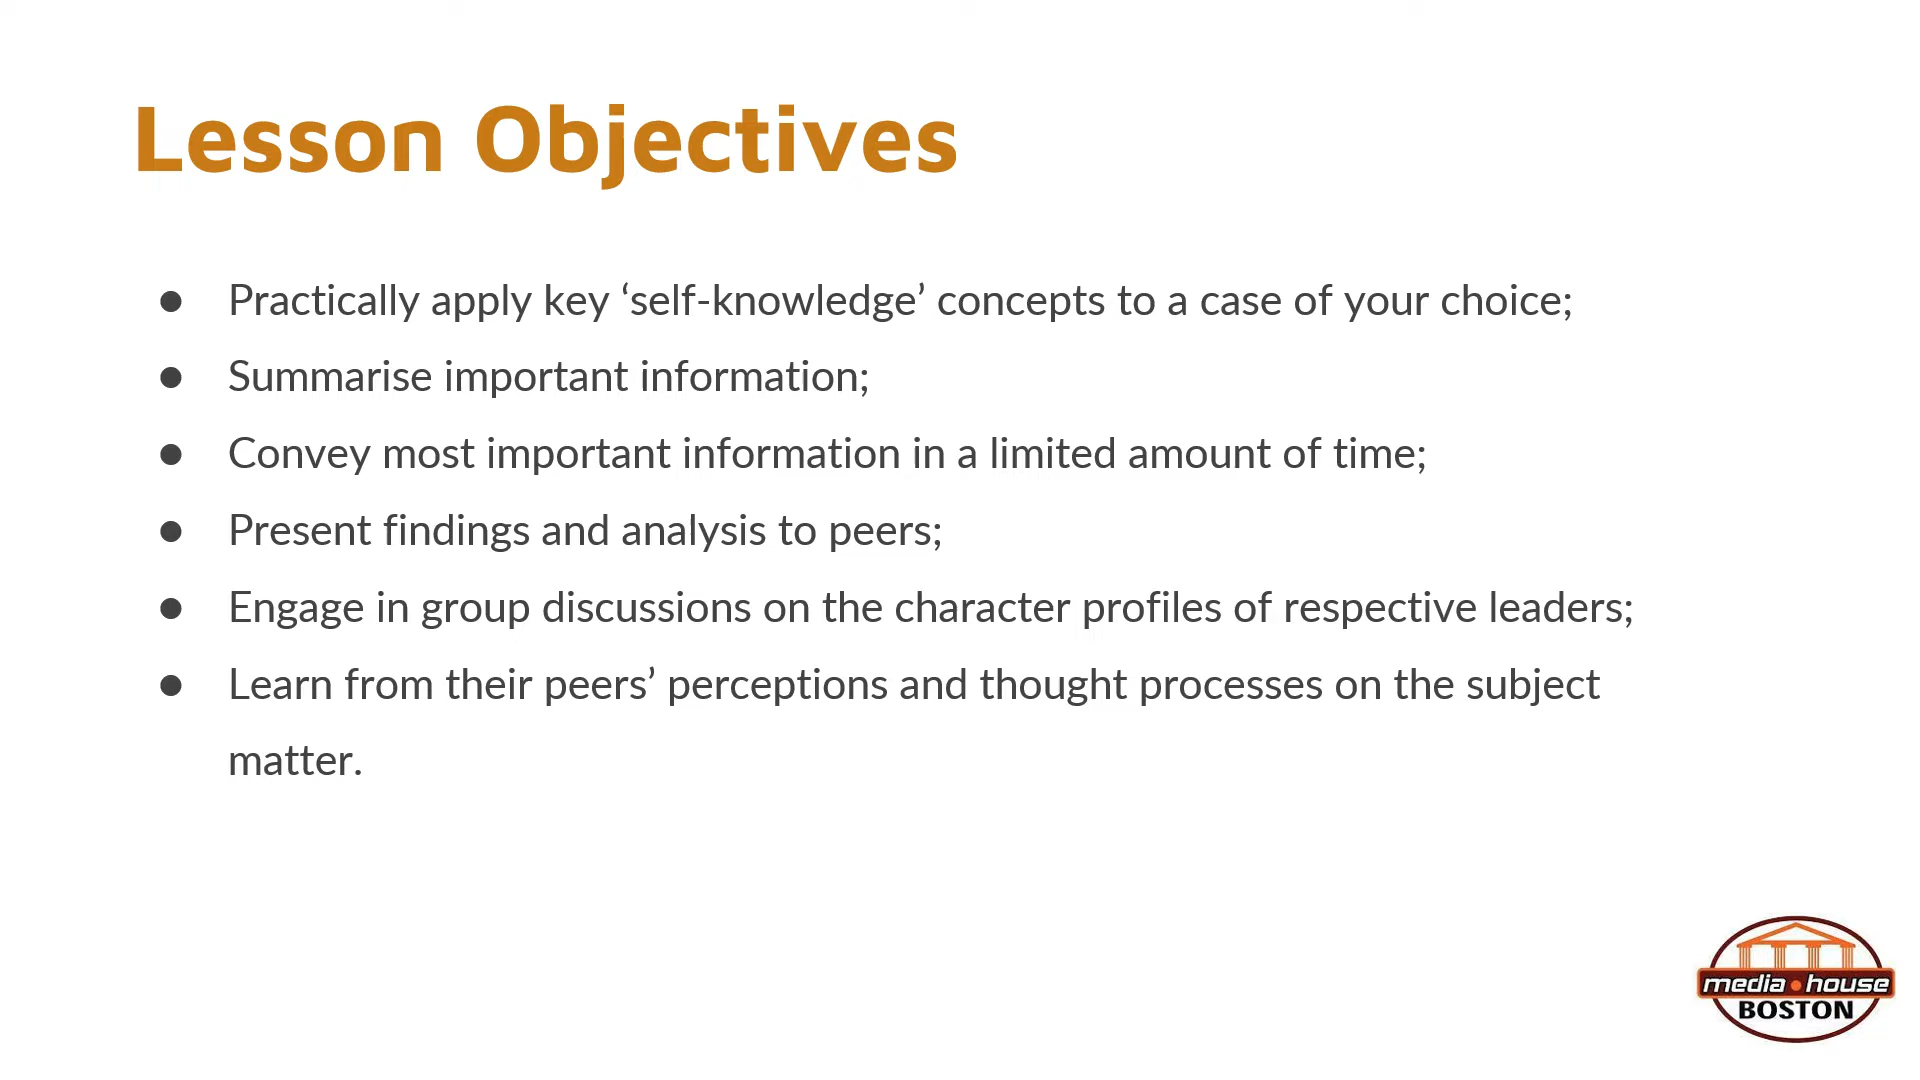 Lesson Objectives
● Practically apply key ‘self-knowledge’ concepts to a case of your choice;
● Summarise important information;
● Convey most important information in a limited amount of time;
● Present findings and analysis to peers;
● Engage in group discussions on the character profiles of respective leaders;
● Learn from their peers’ perceptions and thought processes on the subject
matter.
media • house
BOSTON